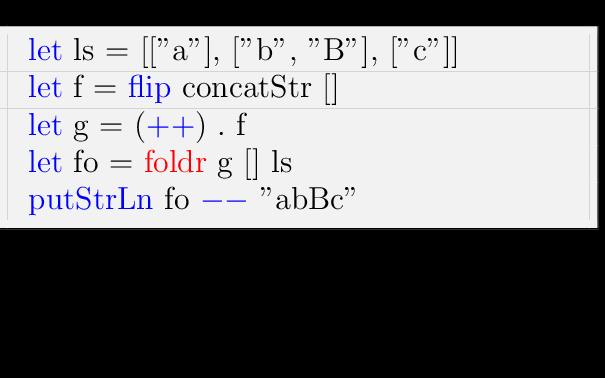 let ls = [["a"], ["b", "B"], ["c"]]
let f = flip concatStr []
let g = (++) . f
let fo = foldr g [] ls
putStrLn fo −− "abBc"